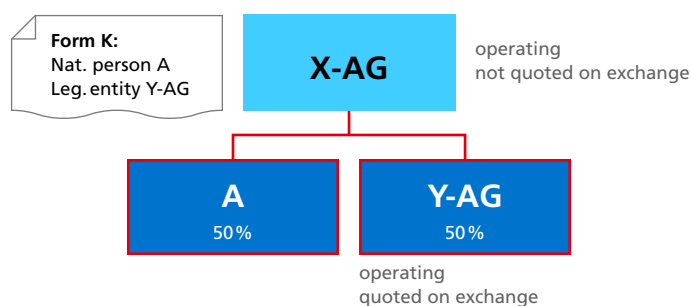 Form K:
Nat. person A
Leg. entity Y-AG
X-AG
operating
not quoted on exchange
A
50%
Y-AG
50%
operating
quoted on exchange